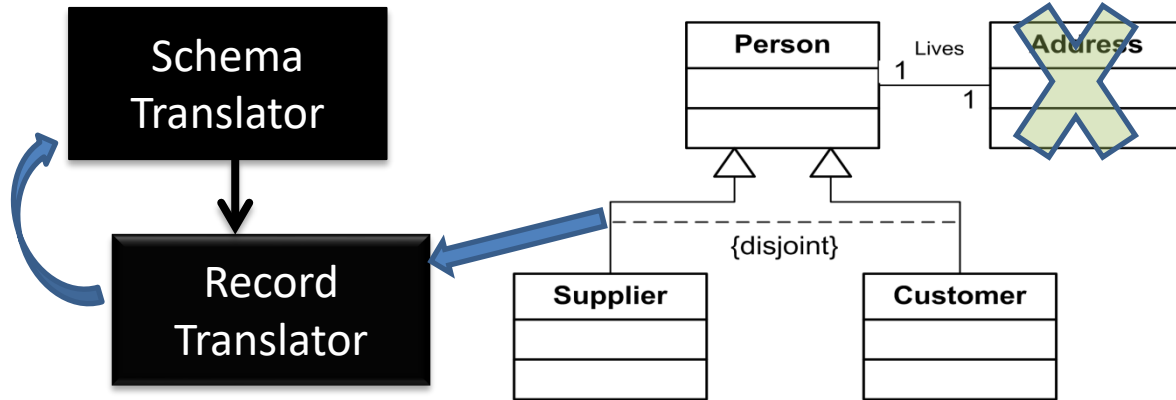 Schema
Translator
Record
Translator
Person
Lives
1
1
Address
{disjoint}
Supplier
Customer